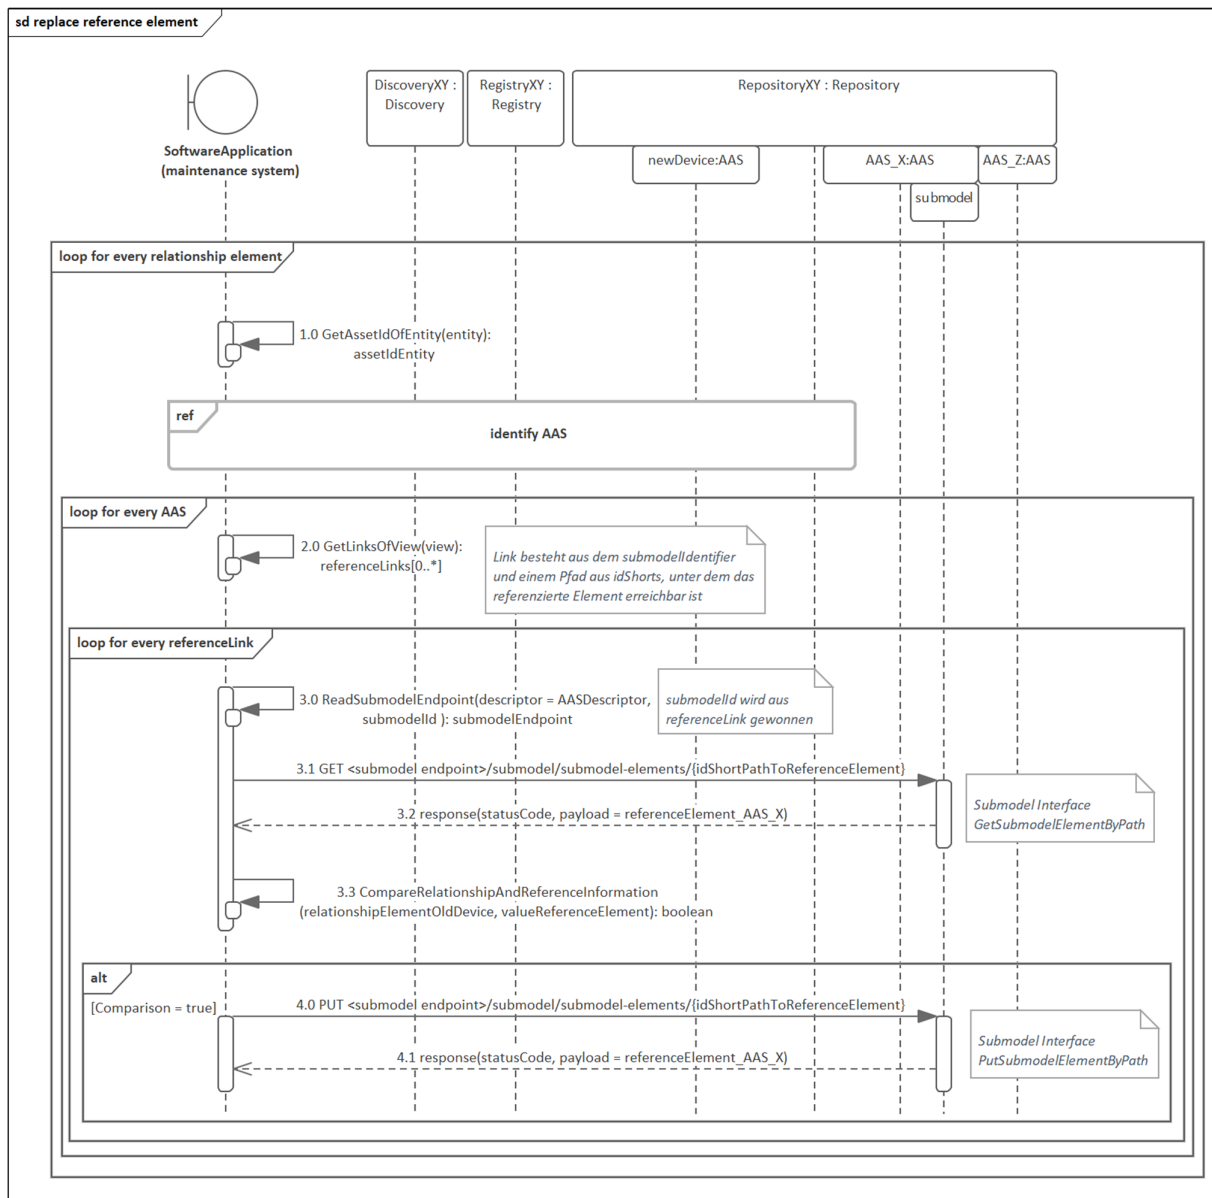 sd replace reference element
DiscoveryXY :
Discovery
RegistryXY :
Registry
RepositoryXY : Repository
SoftwareApplication
(maintenance system)
newDevice:AAS
AAS_X:AAS
AAS_Z:AAS
submodel
loop for every relationship element
1.0 GetAssetIdOfEntity(entity):
assetIdEntity
ref
identify AAS
loop for every AAS
2.0 GetLinksOfView(view):
referenceLinks[0..*]
Link besteht aus dem submodelIdentifier
und einem Pfad aus idShorts, unter dem das
referenzierte Element erreichbar ist
loop for every referenceLink
3.0 ReadSubmodelEndpoint(descriptor = AASDescriptor,
submodelId ): submodelEndpoint
submodelId wird aus
referenceLink gewonnen
3.1 GET <submodel endpoint>/submodel/submodel-elements/{idShortPathToReferenceElement}
3.2 response(statusCode, payload = referenceElement_AAS_X)
Submodel Interface
GetSubmodelElementByPath
3.3 CompareRelationshipAndReferenceInformation
(relationshipElementOldDevice, valueReferenceElement): boolean
alt
[Comparison = true]
4.0 PUT <submodel endpoint>/submodel/submodel-elements/{idShortPathToReferenceElement}
4.1 response(statusCode, payload = referenceElement_AAS_X)
Submodel Interface
PutSubmodelElementByPath